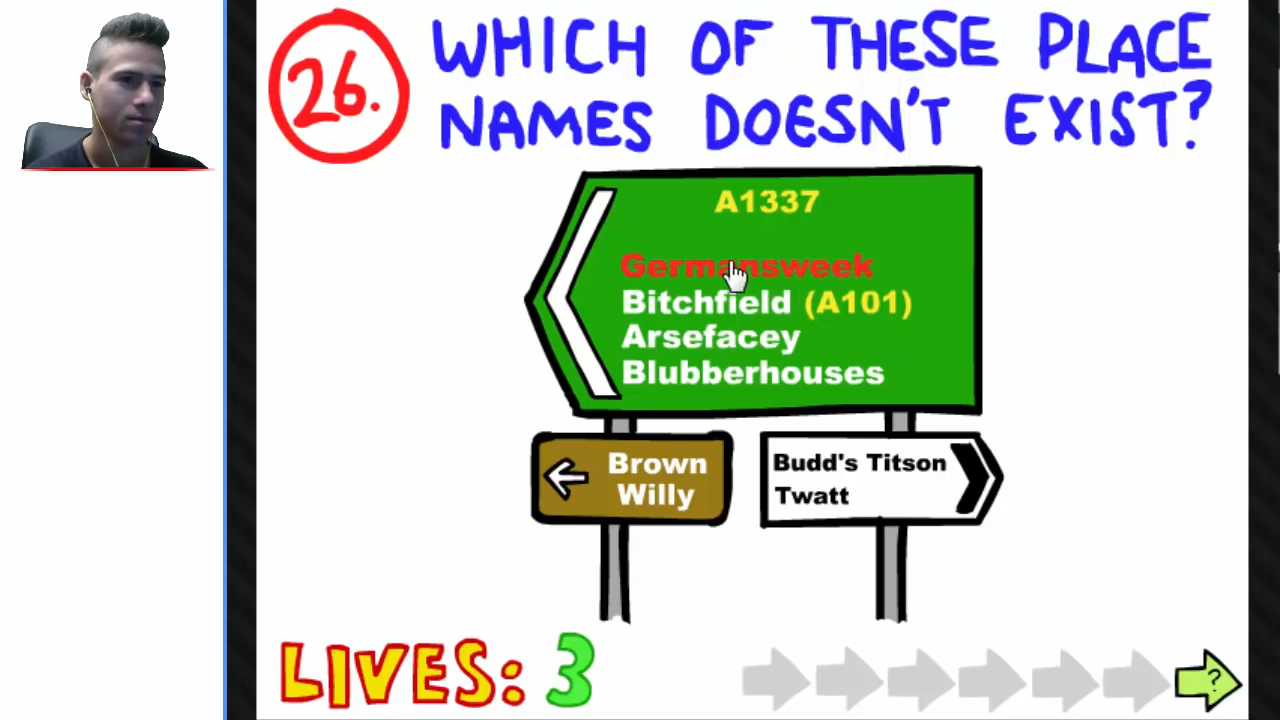 26.
WHICH OF THESE PLACE
NAMES DOESN'T EXIST?
A1337
Germansweek
Bitchfield (A101)
Arsefacey
Blubberhouses
Brown
Willy
Budd's Titson
Twatt
LIVES: 3
?